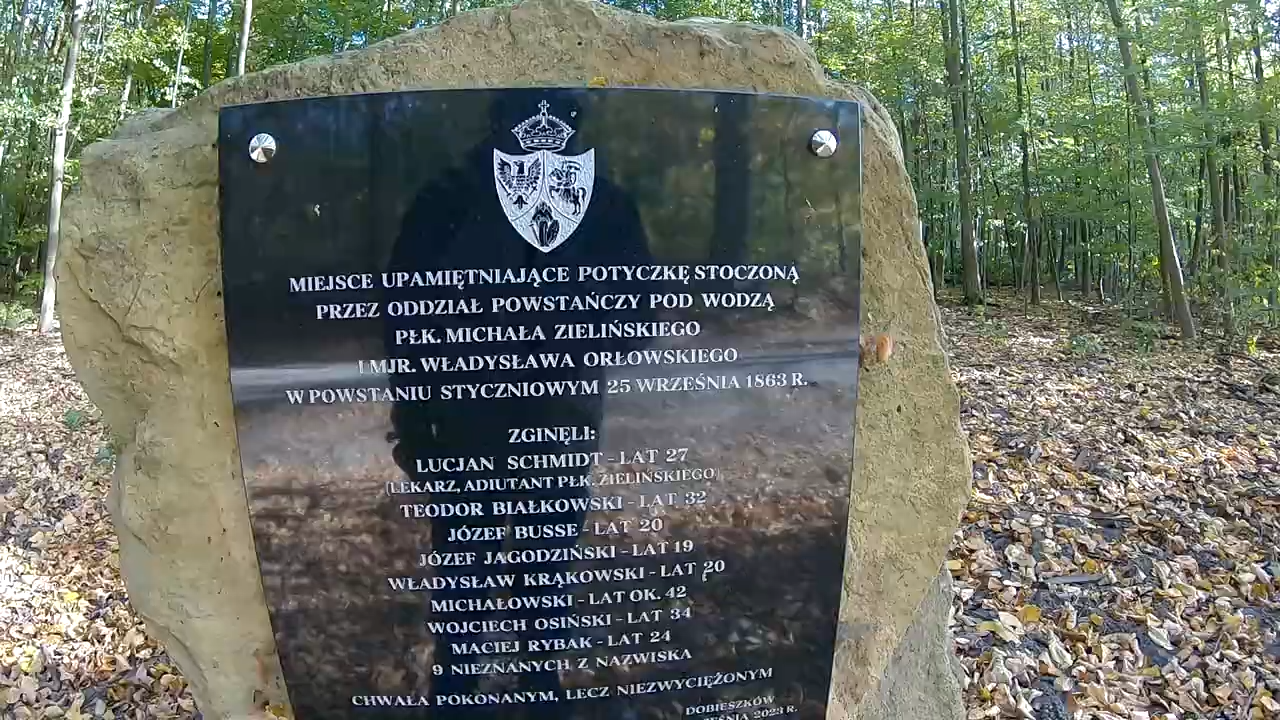 MIEJSCE UPAMIĘTNIAJĄCE POTYCZKĘ STOCZONĄ
PRZEZ ODDZIAŁ POWSTAŃCZY POD WODZĄ
PŁK. MICHAŁA ZIELIŃSKIEGO
I MJR. WŁADYSŁAWA ORŁOWSKIEGO
W POWSTANIU STYCZNIOWYM 25 WRZEŚNIA 1863 R.
ZGINĘLI:
LUCJAN SCHMIDT - LAT 27
(LEKARZ, ADIUTANT PŁK. ZIELIŃSKIEGO)
TEODOR BIAŁKOWSKI - LAT 32
JÓZEF BUSSE - LAT 20
JÓZEF JAGODZIŃSKI - LAT 19
WŁADYSŁAW KRĄKOWSKI - LAT 20
MICHAŁOWSKI - LAT OK. 42
WOJCIECH OSIŃSKI - LAT 34
MACIEJ RYBAK - LAT 24
9 NIEZNANYCH Z NAZWISKA
CHWAŁA POKONANYM, LECZ NIEZWYCIĘŻONYM
DOBIESZKÓW
2023 R.